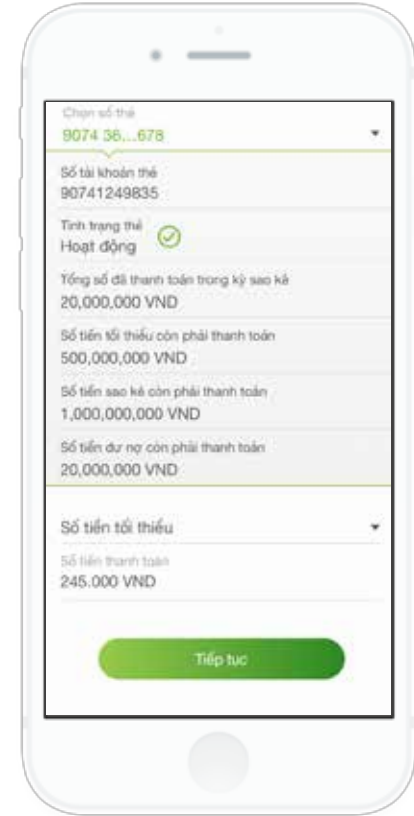 Chọn số thẻ
9074 36...678
Số tài khoản thẻ
90741249835
Tình trạng thẻ
Hoạt động
Tổng số đã thanh toán trong kỳ sao kê
20,000,000 VND
Số tiền tối thiểu còn phải thanh toán
500,000,000 VND
Số tiền sao kê còn phải thanh toán
1,000,000,000 VND
Số tiền dư nợ còn phải thanh toán
20,000,000 VND
Số tiền tối thiểu
Số tiền thanh toán
245.000 VND
Tiếp tục